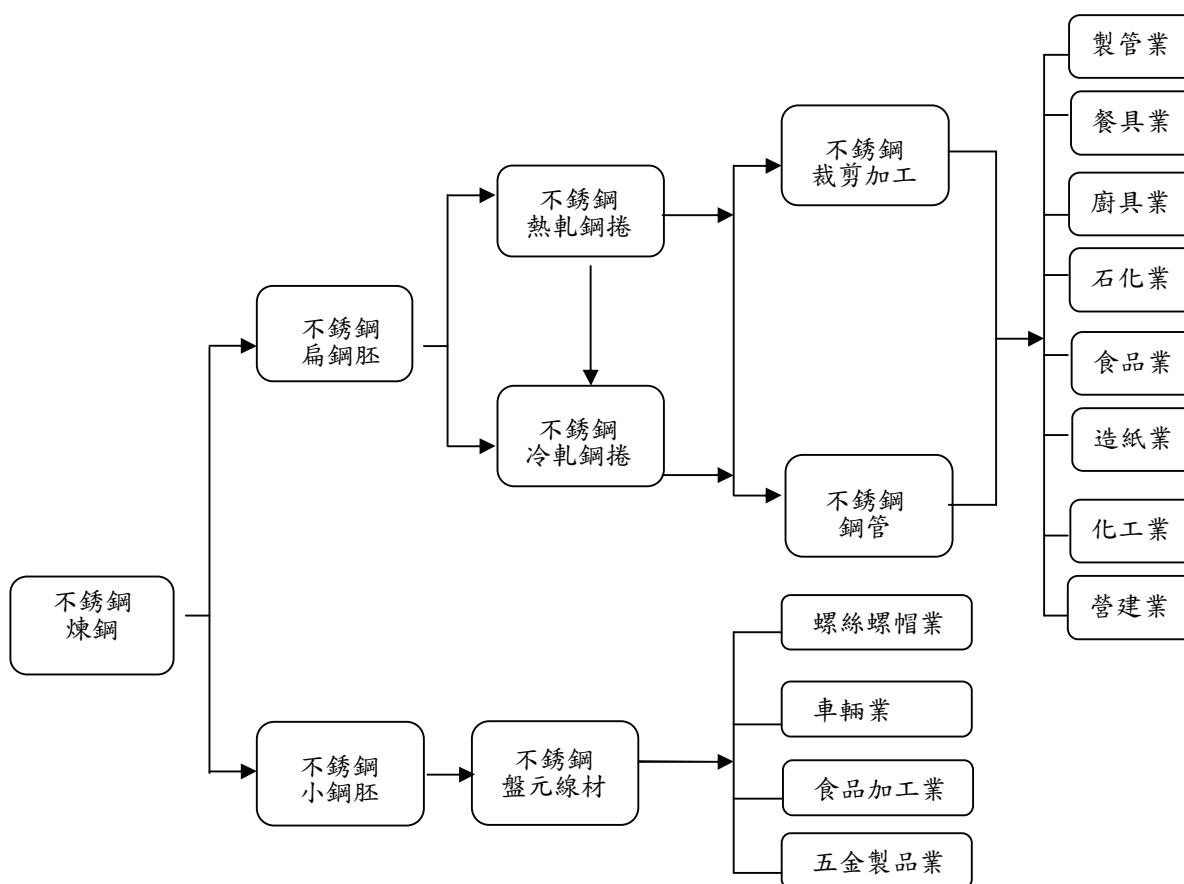 不銹鋼
煉鋼
不銹鋼
扁鋼胚
不銹鋼
小鋼胚
不銹鋼
熱軋鋼捲
不銹鋼
冷軋鋼捲
不銹鋼
盤元線材
不銹鋼
裁剪加工
不銹鋼
鋼管
螺絲螺帽業
車輛業
食品加工業
五金製品業
製管業
餐具業
廚具業
石化業
食品業
造紙業
化工業
營建業